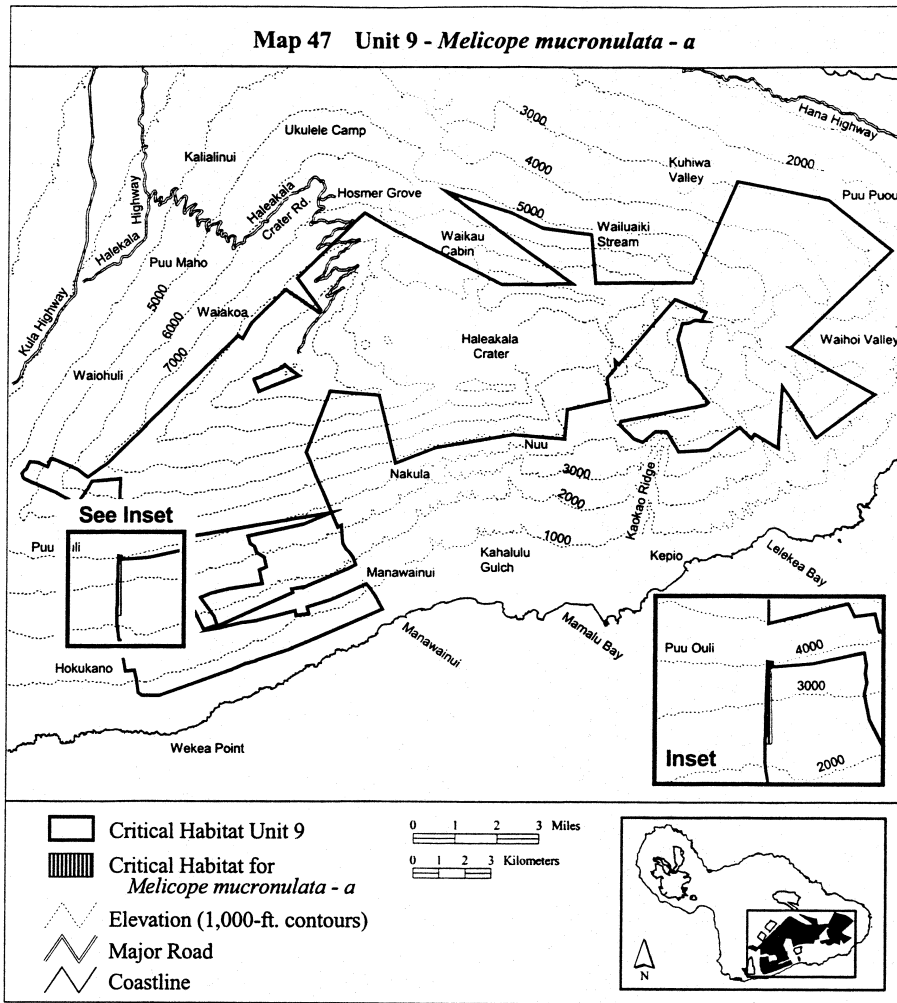 Map 47 Unit 9 - Melicope mucronulata - a
Hana Highway
3000
Ukulele Camp
Kalialinui
4000
Kuhiwa
Valley
2000
Haleakala
Crater Rd.
Hosmer Grove
Puu Puou
Halekala
Highway
5000
Waikau
Cabin
Wailuaiki
Stream
Puu Maho
Kula Highway
5000
6000
7000
Waiakoa
Haleakala
Crater
Waihoi Valley
Waiohuli
Nuu
Nakula
3000
2000
1000
Kaokao Ridge
See Inset
Puu
uli
Manawainui
Kahalulu
Gulch
Kepio
Lelekea Bay
Mamalu Bay
Manawainui
Hokukano
Wekea Point
Puu Ouli
4000
3000
2000
Inset
Critical Habitat Unit 9
Critical Habitat for
Melicope mucronulata - a
Elevation (1,000-ft. contours)
Major Road
Coastline
0 1 2 3 Miles
0 1 2 3 Kilometers
N